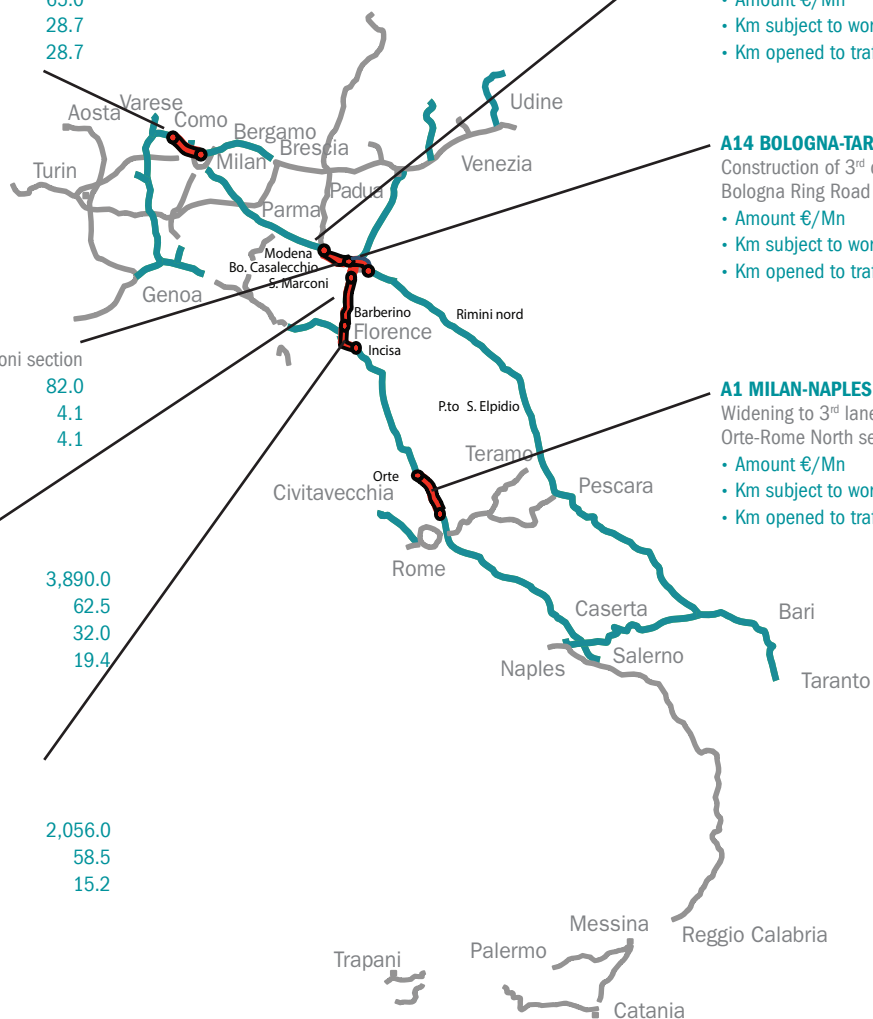 65.0
28.7
28.7
• Amount €/Mn
• Km subject to wor
• Km opened to traf
Aosta
Varese
Como
Bergamo
Brescia
Udine
Turin
Milan
Venezia
Padua
Parma
Modena
Bo. Casalecchio
S. Marconi
Genoa
Barberino
Florence
Incisa
Rimini nord
P.to S. Elpidio
Teramo
Orte
Civitavecchia
Pescara
Rome
Caserta
Bari
Naples
Salerno
Taranto
Messina
Reggio Calabria
Palermo
Trapani
Catania
A14 BOLOGNA-TAR
Construction of 3rd
Bologna Ring Road
• Amount €/Mn
• Km subject to wor
• Km opened to traf
oni section
82.0
4.1
4.1
A1 MILAN-NAPLES
Widening to 3rd lane
Orte-Rome North se
• Amount €/Mn
• Km subject to wor
• Km opened to traf
3,890.0
62.5
32.0
19.4
2,056.0
58.5
15.2